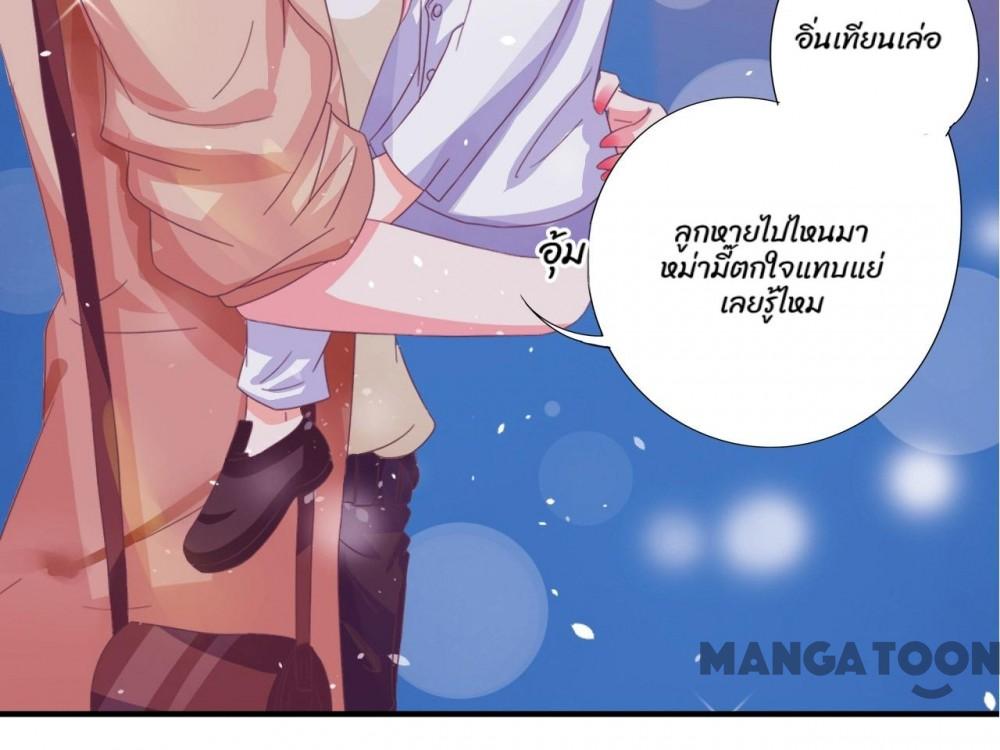 อิ่นเทียนเล่อ
อุ้ม
ลูกหายไปไหนมา
หม่ามี๊ตกใจแทบแย่
เลยรู้ไหม
MANGATOON